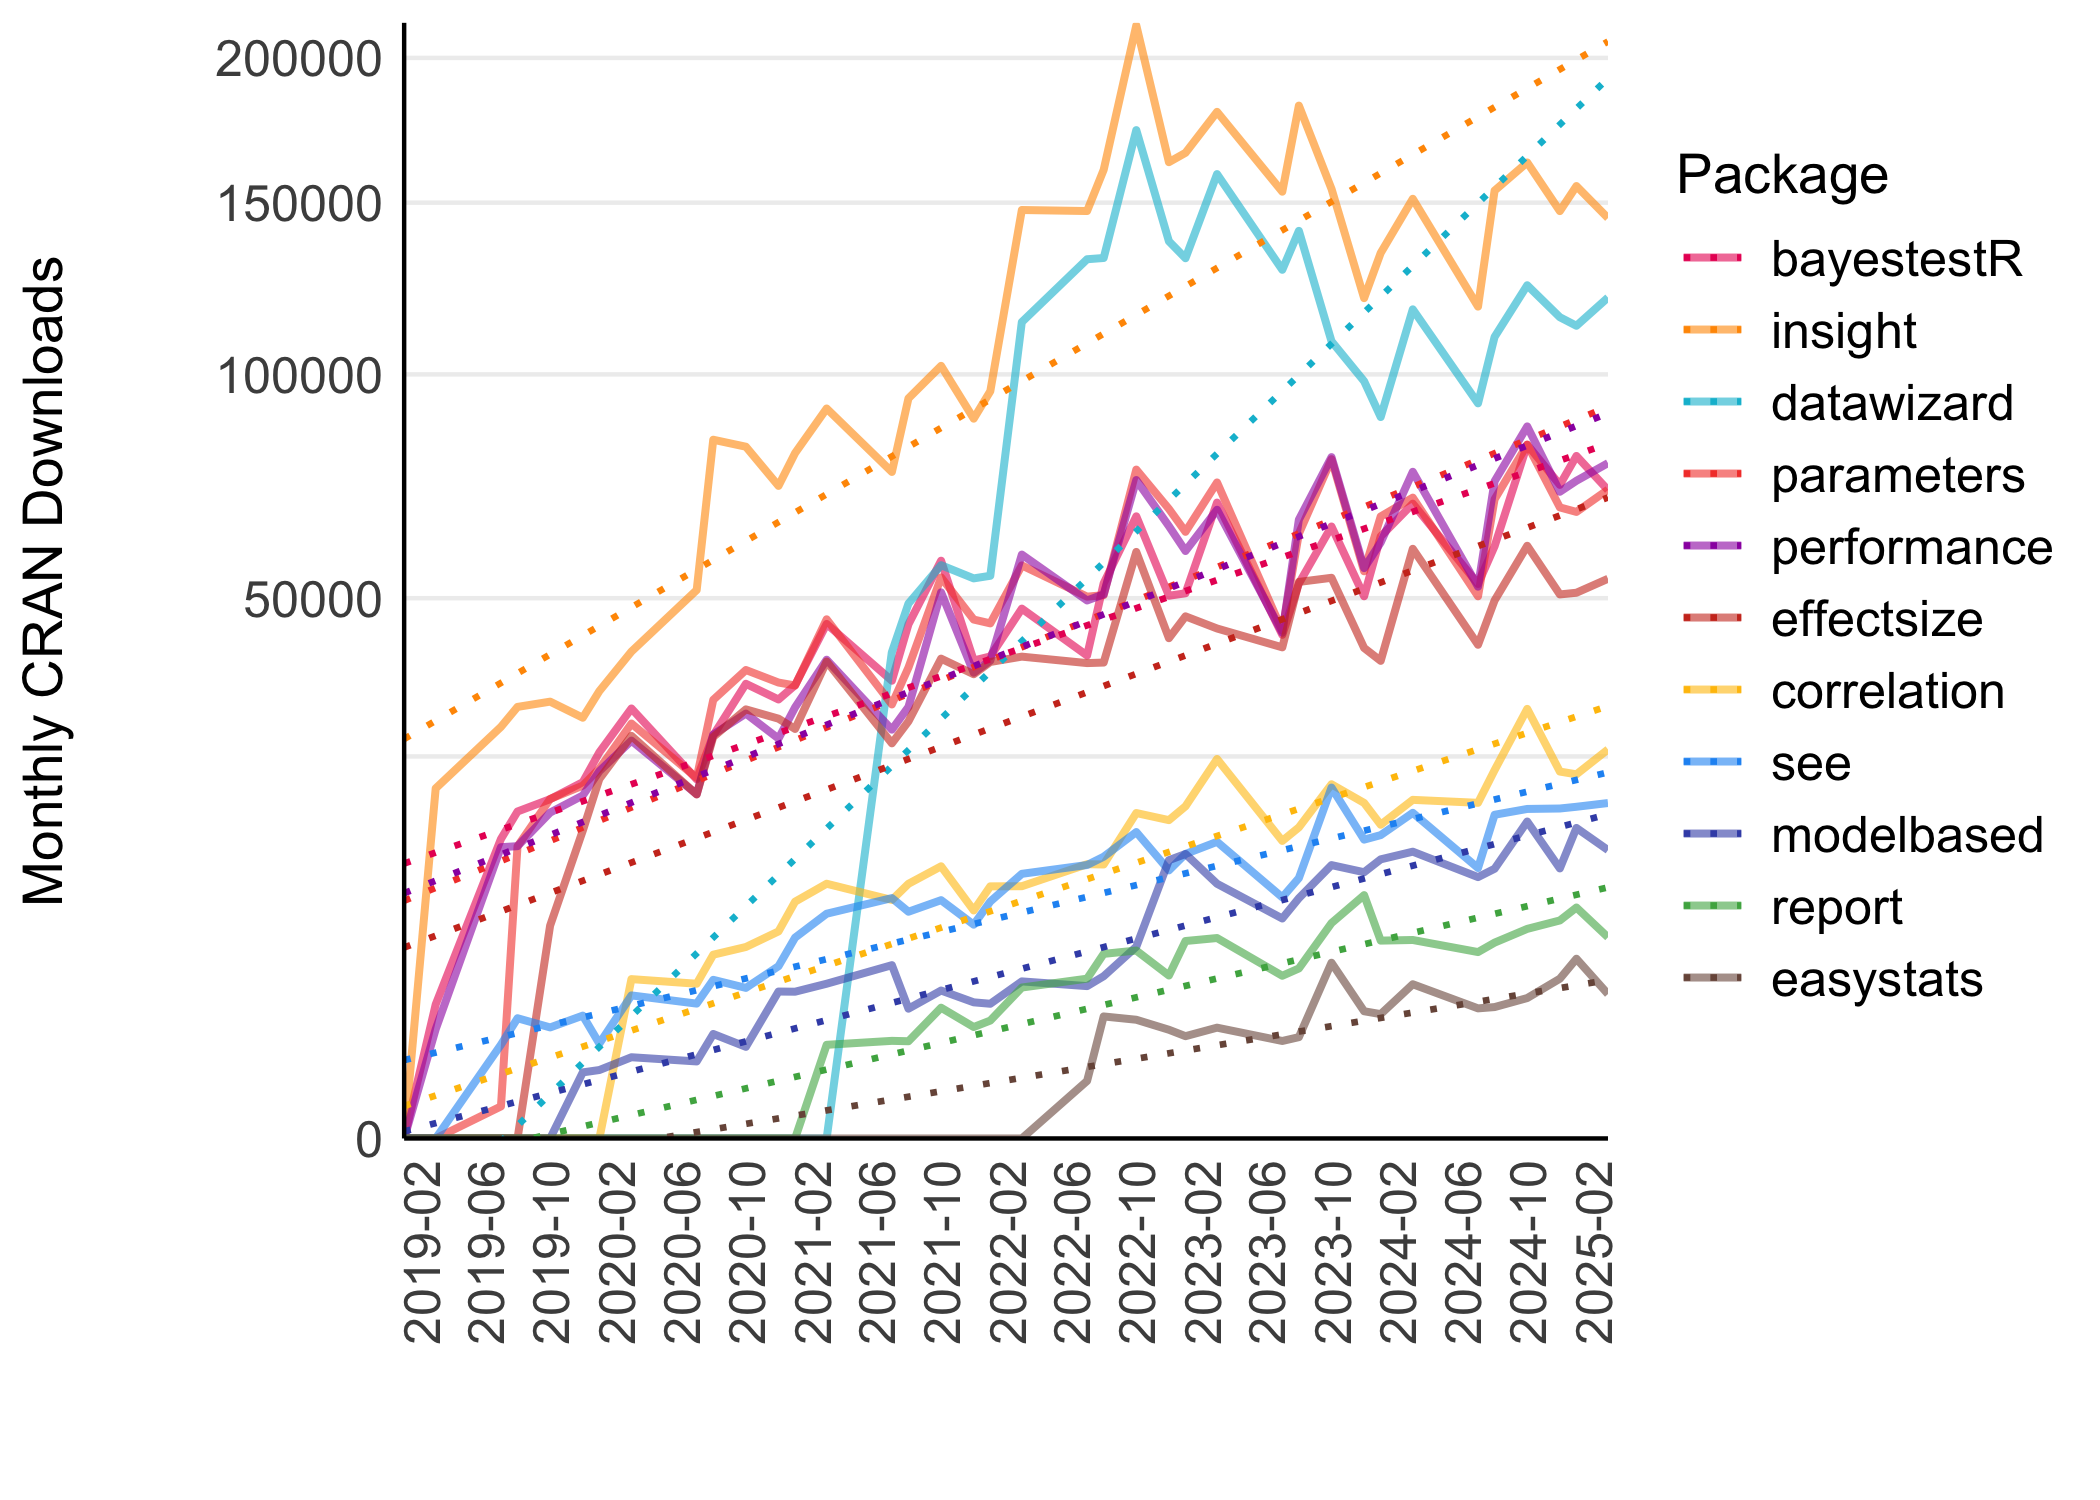 Monthly CRAN Downloads
200000
150000
100000
50000
0
2019-02
2019-06
2019-10
2020-02
2020-06
2020-10
2021-02
2021-06
2021-10
2022-02
2022-06
2022-10
2023-02
2023-06
2023-10
2024-02
2024-06
2024-10
2025-02
Package
bayestestR
insight
datawizard
parameters
performance
effectsize
correlation
see
modelbased
report
easystats